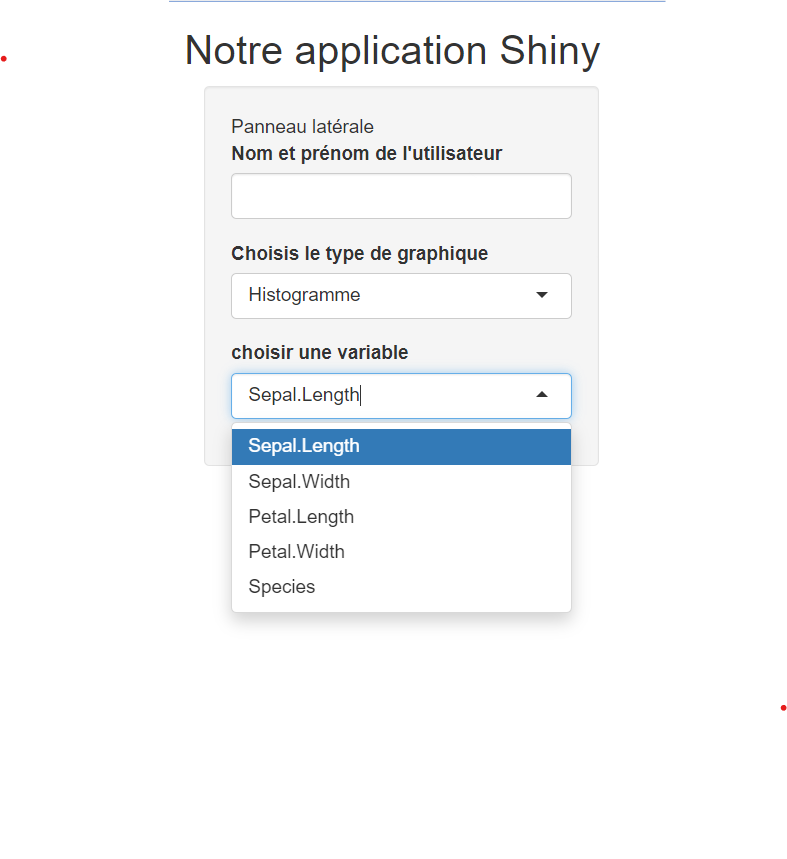 Notre application Shiny
Panneau latérale
Nom et prénom de l'utilisateur
Choisis le type de graphique
Histogramme
choisir une variable
Sepal.Length
Sepal.Length
Sepal.Width
Petal.Length
Petal.Width
Species